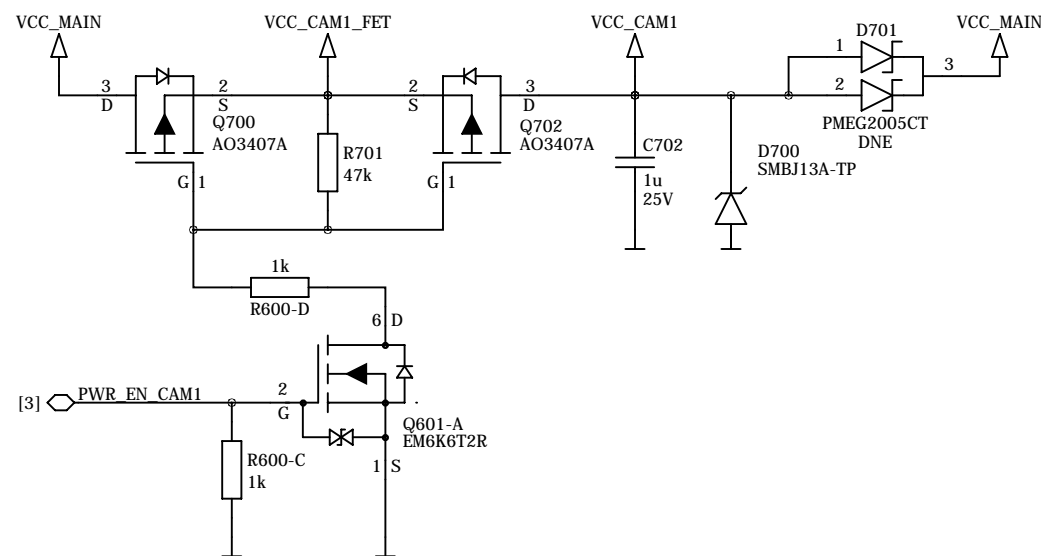 VCC_MAIN
VCC_CAM1_FET
VCC_CAM1
VCC_MAIN
D701
1
3
2
PMEG2005CT
DNE
3
D
2
S
Q700
AO3407A
G 1
R701
47k
2
S
3
D
Q702
AO3407A
G 1
C702
1u
25V
D700
SMBJ13A-TP
1k
R600-D
6 D
[3]
PWR_EN_CAM1
2
G
Q601-A
EM6K6T2R
1 S
R600-C
1k